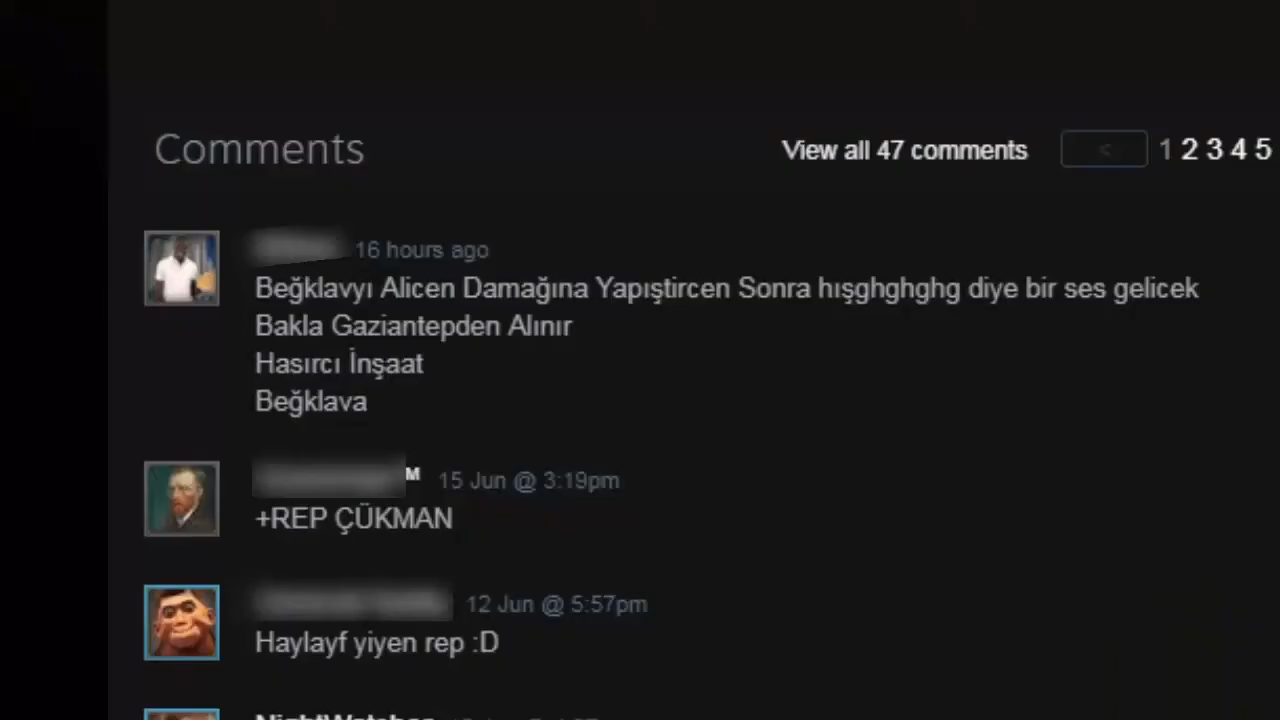 Comments
View all 47 comments < 1 2 3 4 5
16 hours ago
Beğklavyı Alicen Damağına Yapıştircen Sonra hışghghghg diye bir ses gelicek
Bakla Gaziantepden Alınır
Hasırcı İnşaat
Beğklava
M 15 Jun @ 3:19pm
+REP ÇÜKMAN
12 Jun @ 5:57pm
Haylayf yiyen rep :D
NightWatcher